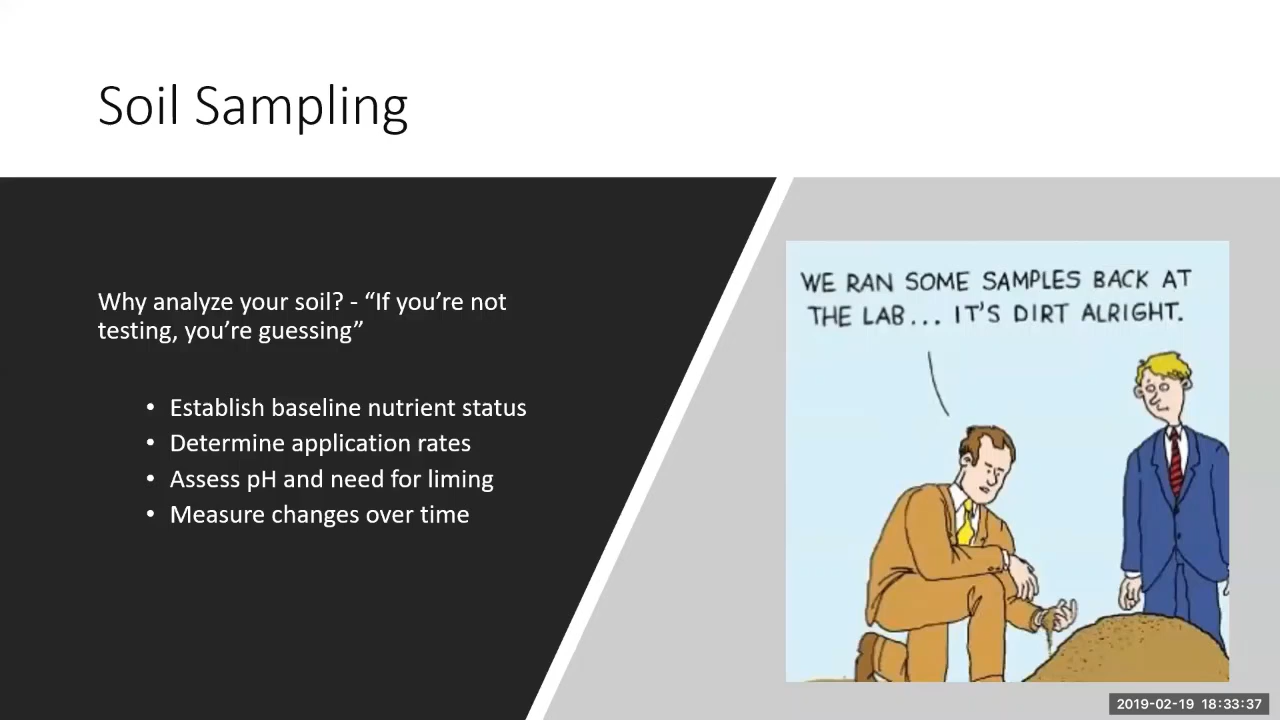 Soil Sampling
Why analyze your soil? - “If you’re not
testing, you’re guessing”
• Establish baseline nutrient status
• Determine application rates
• Assess pH and need for liming
• Measure changes over time
WE RAN SOME SAMPLES BACK AT
THE LAB... IT'S DIRT ALRIGHT.
2019-02-19 18:33:37